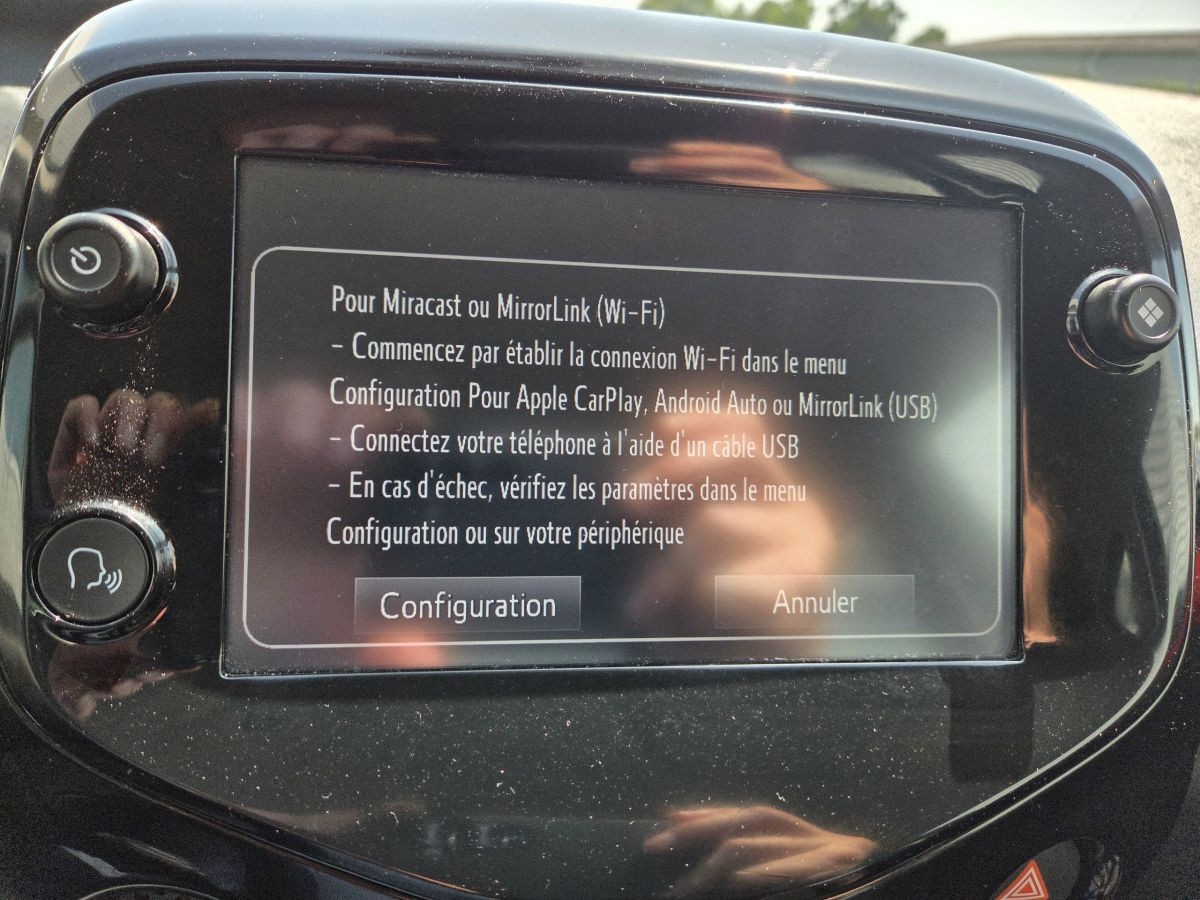 Pour Miracast ou MirrorLink (Wi-Fi)
- Commencez par établir la connexion Wi-Fi dans le menu
Configuration Pour Apple CarPlay, Android Auto ou MirrorLink (USB)
- Connectez votre téléphone à l'aide d'un câble USB
- En cas d'échec, vérifiez les paramètres dans le menu
Configuration ou sur votre périphérique
Configuration Annuler